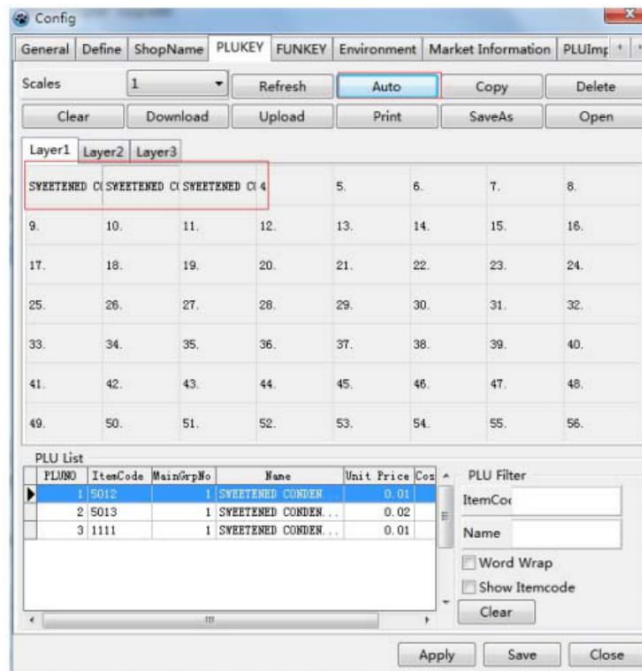 Config
General Define ShopName PLUKEY FUNKEY Environment Market Information PLUImp
Scales 1 Refresh Auto Copy Delete
Clear Download Upload Print SaveAs Open
Layer1 Layer2 Layer3
SWEETENED CO SWEETENED CO SWEETENED CO 4 5. 6. 7. 8.
9. 10. 11. 12. 13. 14. 15. 16.
17. 18. 19. 20. 21. 22. 23. 24.
25. 26. 27. 28. 29. 30. 31. 32.
33. 34. 35. 36. 37. 38. 39. 40.
41. 42. 43. 44. 45. 46. 47. 48.
49. 50. 51. 52. 53. 54. 55. 56.
PLU List
PLUNO ItemCode MainGrpNo Name Unit Price Cos
1 5012 1 SWEETENED CONDEN... 0.01
2 5013 1 SWEETENED CONDEN... 0.02
3 1111 1 SWEETENED CONDEN... 0.01
PLU Filter
ItemCo
Name
Word Wrap
Show Itemcode
Clear
Apply Save Close